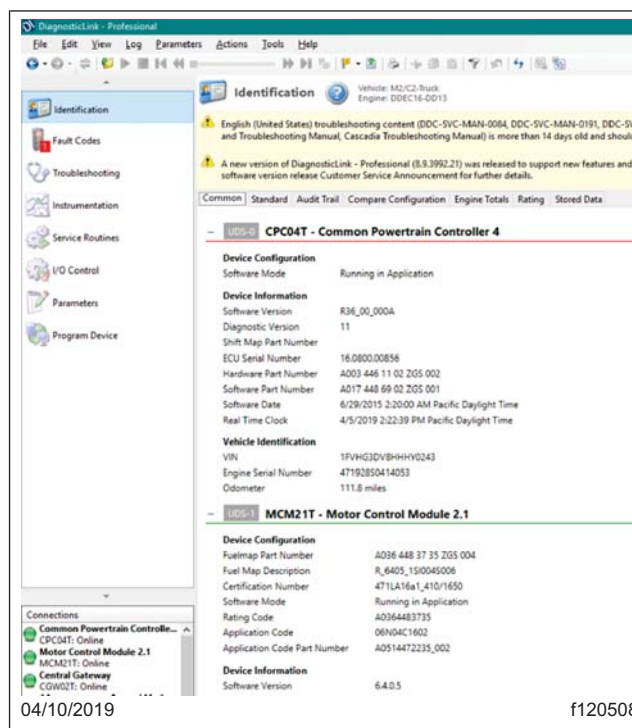 DiagnosticLink - Professional
File Edit View Log Parameters Actions Tools Help
Identification
Fault Codes
Troubleshooting
Instrumentation
Service Routines
I/O Control
Parameters
Program Device
Connections
Common Powertrain Controlle...
CPC04T: Online
Motor Control Module 2.1
MCM21T: Online
Central Gateway
CGW02T: Online
Identification
Vehicle: M2/C2-Truck
Engine: DDEC16-DD13
English (United States) troubleshooting content (DDC-SVC-MAN-0084, DDC-SVC-MAN-0191, DDC-SV
and Troubleshooting Manual, Cascadia Troubleshooting Manual) is more than 14 days old and shoul
A new version of DiagnosticLink - Professional (8.9.3992.21) was released to support new features and
software version release Customer Service Announcement for further details.
Common Standard Audit Trail Compare Configuration Engine Totals Rating Stored Data
UDS-0 CPC04T - Common Powertrain Controller 4
Device Configuration
Software Mode Running in Application
Device Information
Software Version R36_00_000A
Diagnostic Version 11
Shift Map Part Number
ECU Serial Number 16.0800.00856
Hardware Part Number A003 446 11 02 ZGS 002
Software Part Number A017 448 69 02 ZGS 001
Software Date 6/29/2015 2:20:00 AM Pacific Daylight Time
Real Time Clock 4/5/2019 2:22:39 PM Pacific Daylight Time
Vehicle Identification
VIN 1FVHG3DV8HHHY0243
Engine Serial Number 471928S0414053
Odometer 111.8 miles
UDS-1 MCM21T - Motor Control Module 2.1
Device Configuration
Fuelmap Part Number A036 448 37 35 ZGS 004
Fuel Map Description R_6405_1SI004S006
Certification Number 471LA16a1_410/1650
Software Mode Running in Application
Rating Code A0364483735
Application Code 06N04C1602
Application Code Part Number A0514472235_002
Device Information
Software Version 6.4.0.5
04/10/2019 f120508